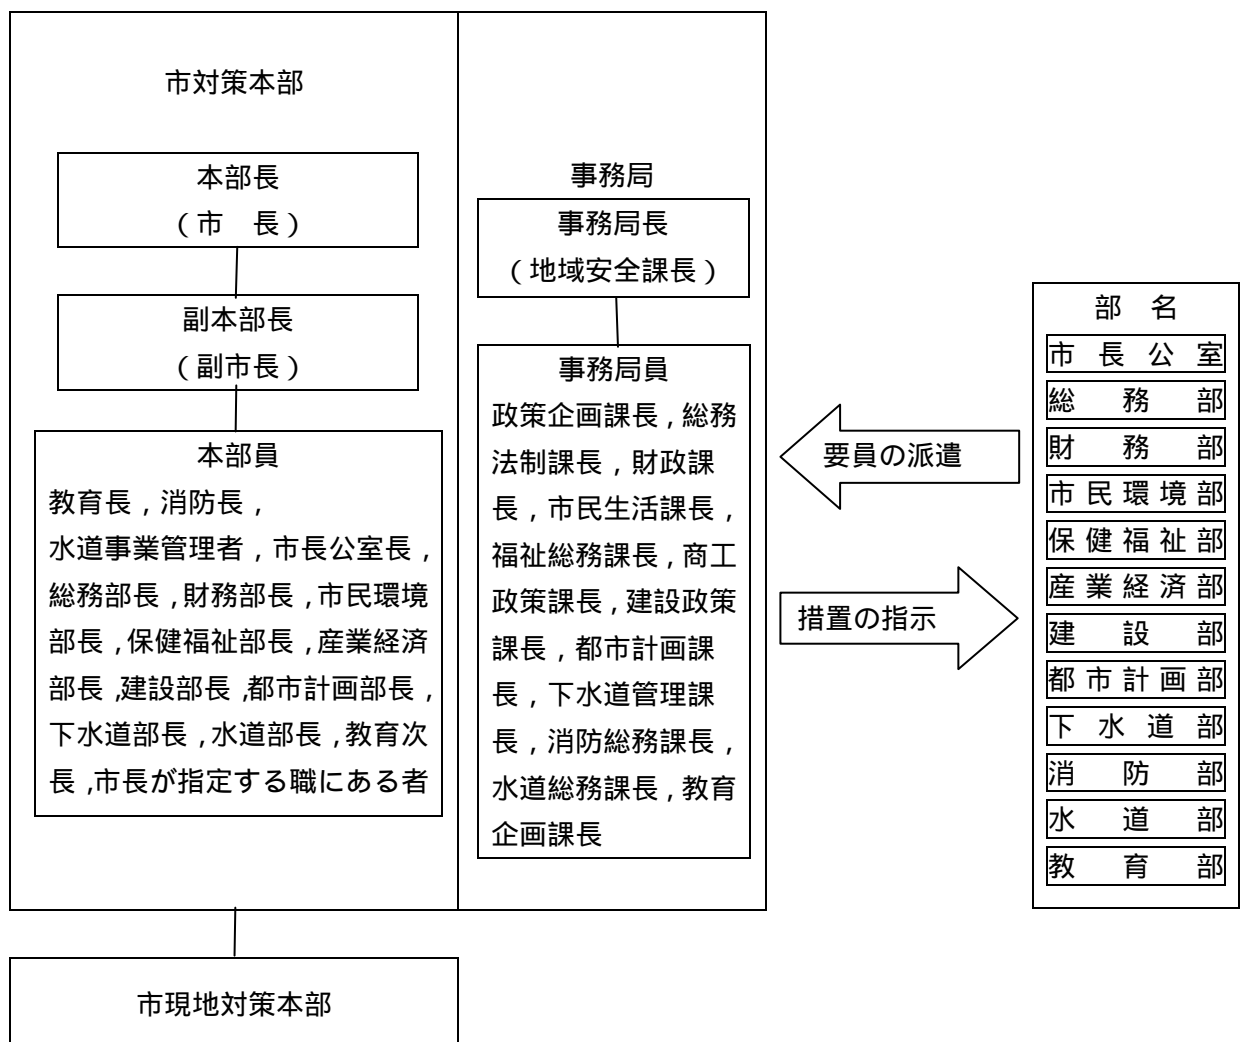 市対策本部
本部長
（市　長）
副本部長
（副市長）
本部員
教育長，消防長，
水道事業管理者，市長公室長，
総務部長，財務部長，市民環境
部長，保健福祉部長，産業経済
部長，建設部長，都市計画部長，
下水道部長，水道部長，教育次
長，市長が指定する職にある者
事務局
事務局長
（地域安全課長）
事務局員
政策企画課長，総務
法制課長，財政課
長，市民生活課長，
福祉総務課長，商工
政策課長，建設政策
課長，都市計画課
長，下水道管理課
長，消防総務課長，
水道総務課長，教育
企画課長
要員の派遣
措置の指示
部　名
市長公室
総務部
財務部
市民環境部
保健福祉部
産業経済部
建設部
都市計画部
下水道部
消防部
水道部
教育部
市現地対策本部